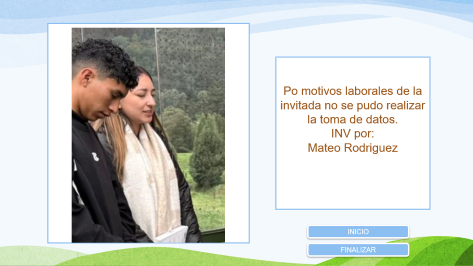 Po motivos laborales de la
invitada no se pudo realizar
la toma de datos.
INV por:
Mateo Rodriguez
INICIO
FINALIZAR